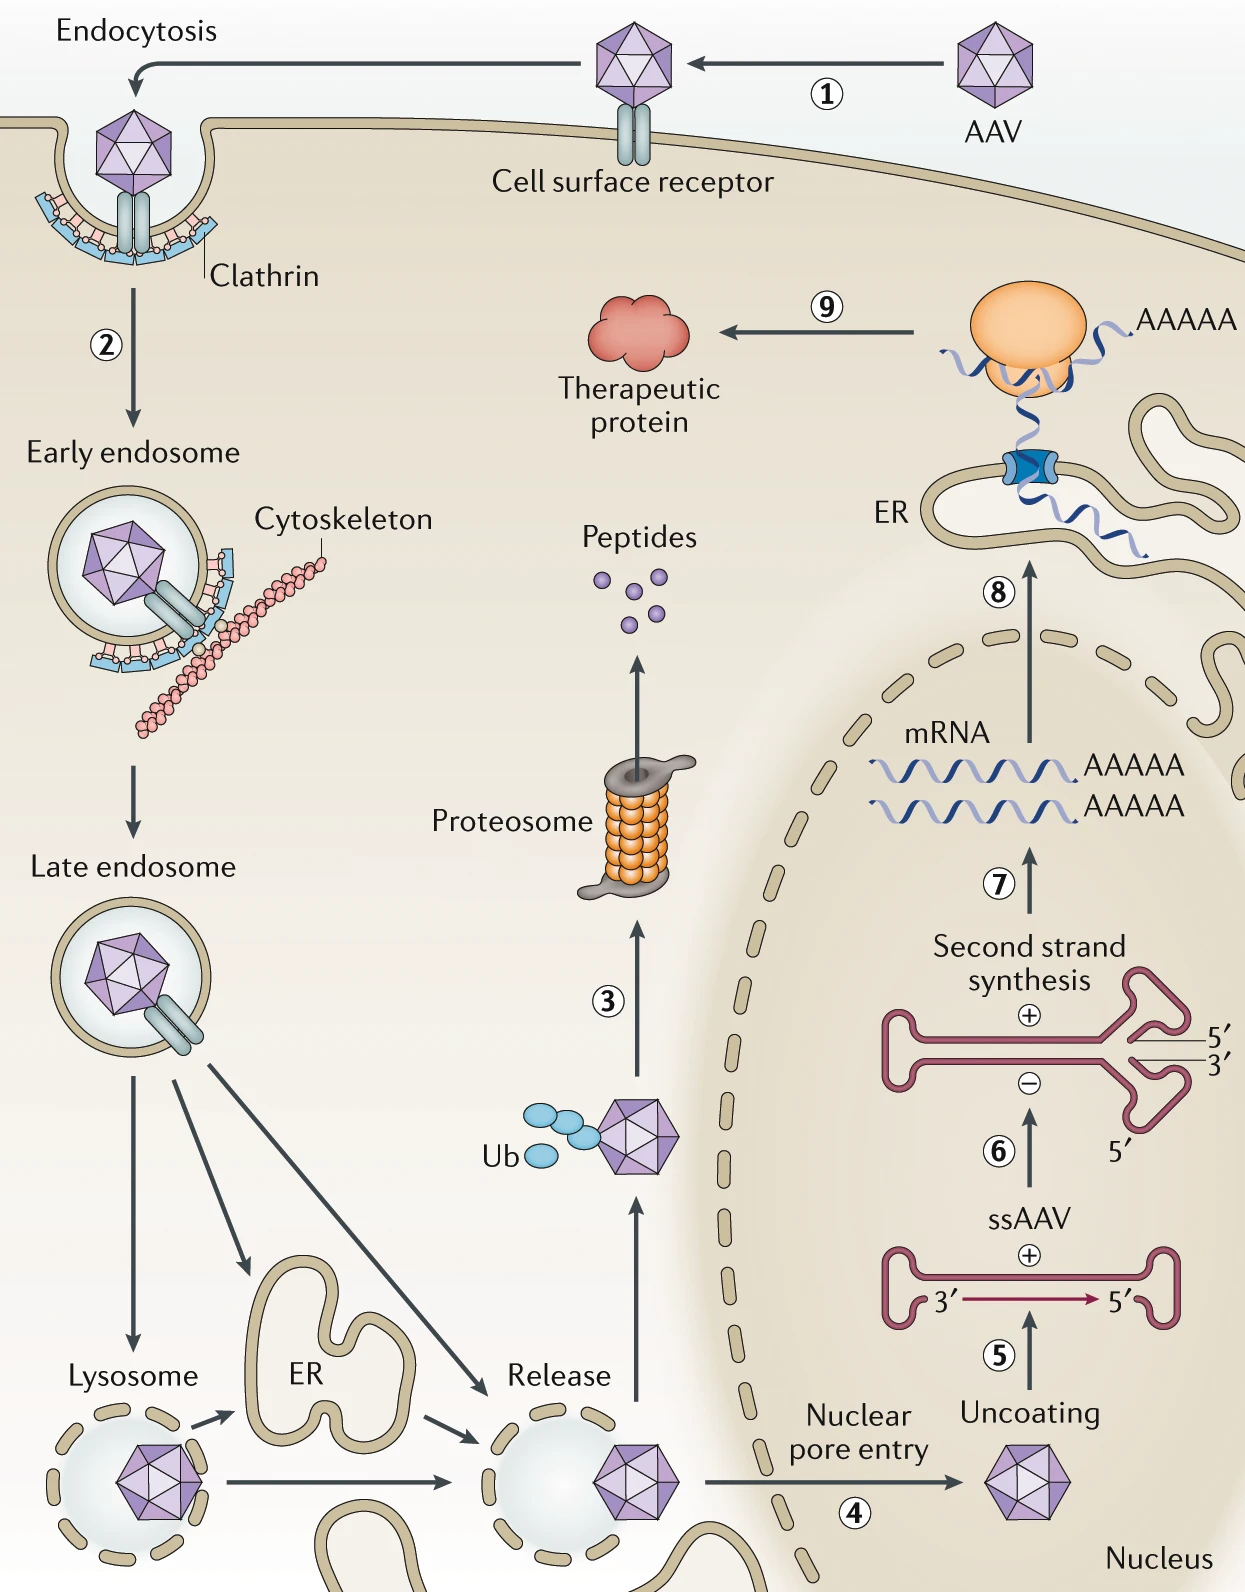 Endocytosis
1
AAV
Cell surface receptor
Clathrin
2
9
AAAAA
Therapeutic
protein
Early endosome
Cytoskeleton
ER
Peptides
8
mRNA
AAAAA
AAAAA
Proteosome
Late endosome
7
Second strand
synthesis
+
5′
3′
−
5′
3
Ub
6
ssAAV
+
3′
5′
5
Lysosome
ER
Release
Nuclear
pore entry
Uncoating
4
Nucleus